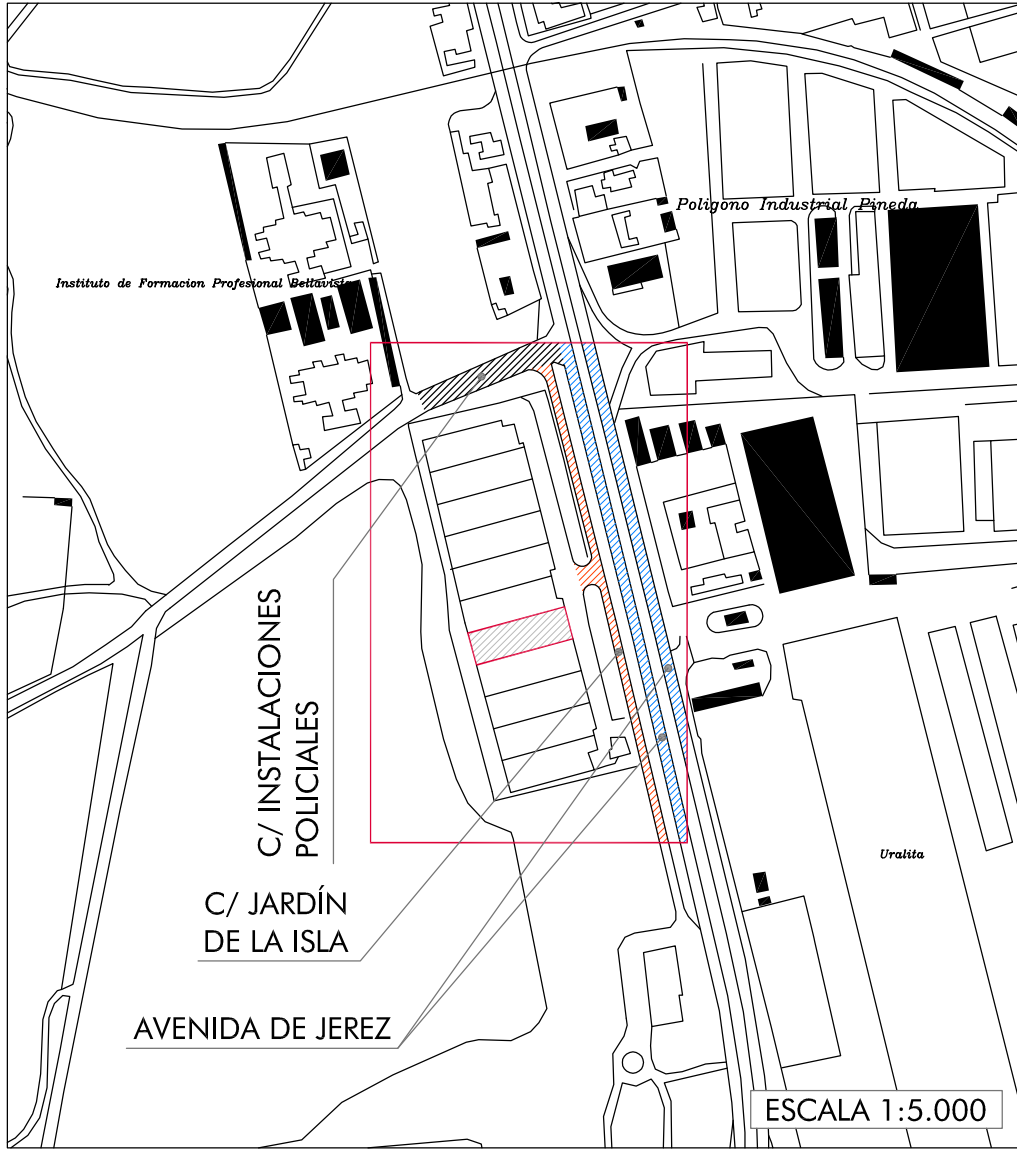 Poligono Industrial Pineda
Instituto de Formacion Profesional Bellavista
C/ INSTALACIONES
POLICIALES
C/ JARDÍN
DE LA ISLA
Uralita
AVENIDA DE JEREZ
ESCALA 1:5.000